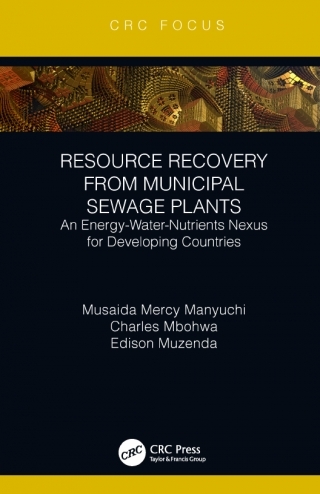 CRC FOCUS
RESOURCE RECOVERY
FROM MUNICIPAL
SEWAGE PLANTS
An Energy-Water-Nutrients Nexus
for Developing Countries
Musaida Mercy Manyuchi
Charles Mbohwa
Edison Muzenda
CRC
CRC Press
Taylor & Francis Group